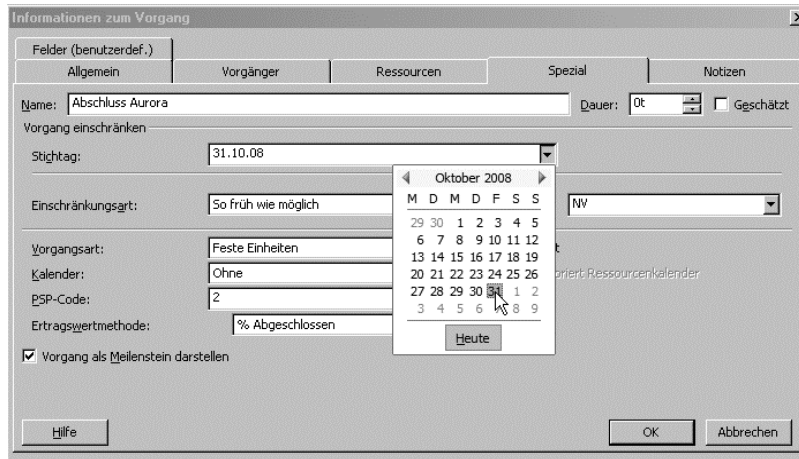 Informationen zum Vorgang
Felder (benutzerdef.)
Allgemein Vorgänger Ressourcen Spezial Notizen
Name: Abschluss Aurora Dauer: 0t Geschätzt
Vorgang einschränken
Stichtag: 31.10.08
Oktober 2008
M D M D F S S
Einschränkungsart: So früh wie möglich NV
29 30 1 2 3 4 5
6 7 8 9 10 11 12
Vorgangsart: Feste Einheiten
13 14 15 16 17 18 19
Kalender: Ohne
20 21 22 23 24 25 26 Ressourcenkalender
PSP-Code: 2
27 28 29 30 31 1 2
3 4 5 6 8 9
Ertragswertmethode: % Abgeschlossen
Heute
Vorgang als Meilenstein darstellen
Hilfe OK Abbrechen